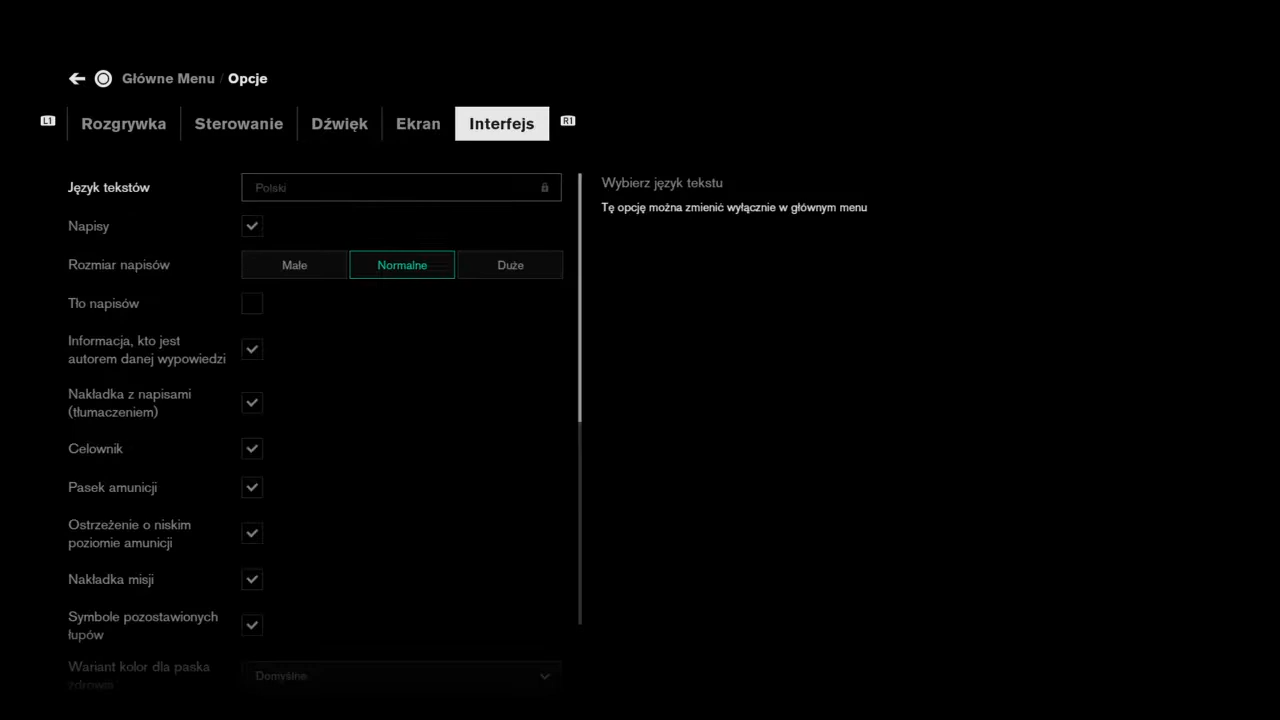 Główne Menu / Opcje
L1 Rozgrywka Sterowanie Dźwięk Ekran Interfejs R1
Język tekstów Polski
Napisy
Rozmiar napisów Małe Normalne Duże
Tło napisów
Informacja, kto jest
autorem danej wypowiedzi
Nakładka z napisami
(tłumaczeniem)
Celownik
Pasek amunicji
Ostrzeżenie o niskim
poziomie amunicji
Nakładka misji
Symbole pozostawionych
łupów
Wariant kolor dla paska
zdrowia Domyślne
Wybierz język tekstu
Tę opcję można zmienić wyłącznie w głównym menu